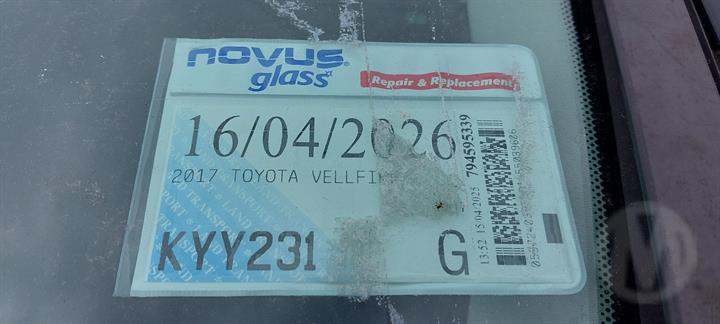 novus
glass
Repair & Replacement
16/04/2026
2017 TOYOTA VELLFI
KYY231
G
794595339
13:52 15/04/2025